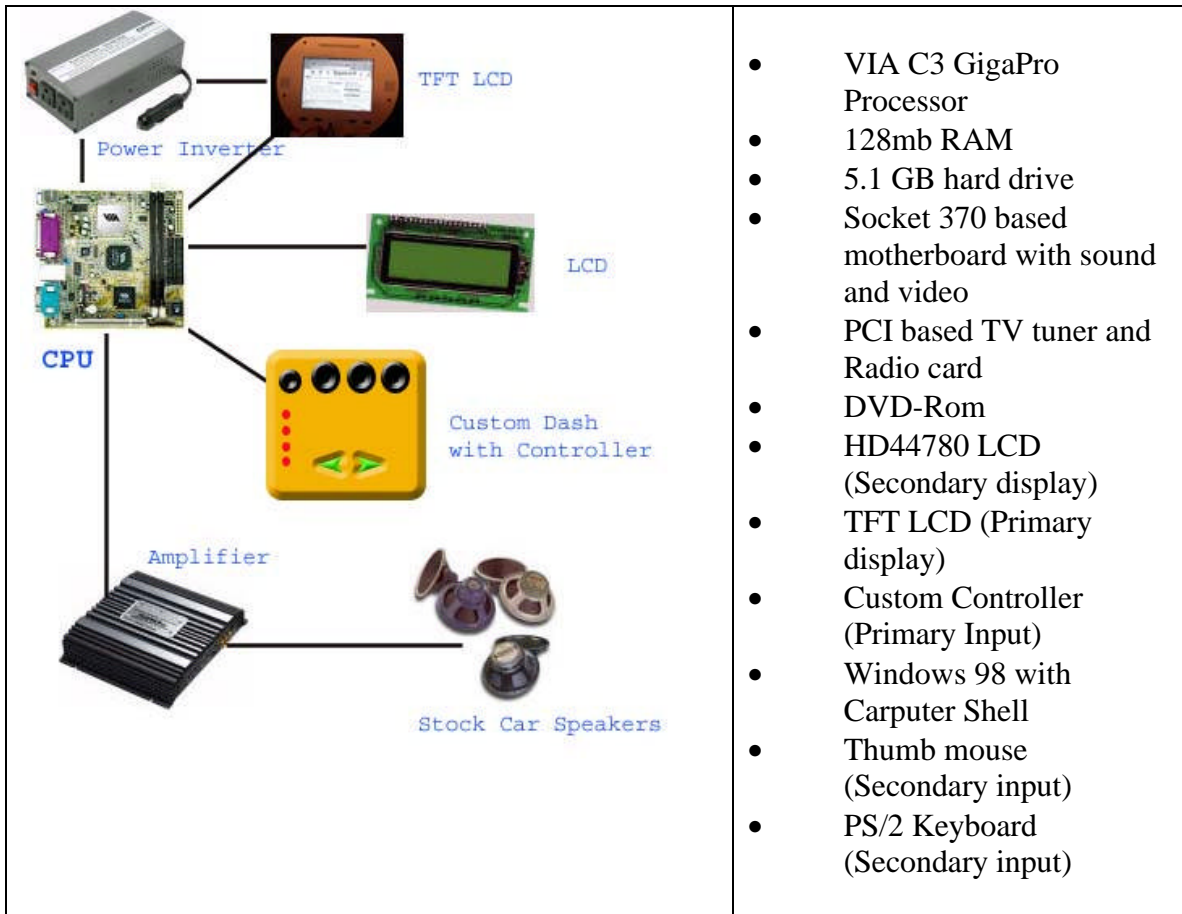 TFT LCD
Power Inverter
LCD
CPU
Custom Dash
with Controller
Amplifier
Stock Car Speakers
• VIA C3 GigaPro
Processor
• 128mb RAM
• 5.1 GB hard drive
• Socket 370 based
motherboard with sound
and video
• PCI based TV tuner and
Radio card
• DVD-Rom
• HD44780 LCD
(Secondary display)
• TFT LCD (Primary
display)
• Custom Controller
(Primary Input)
• Windows 98 with
Carputer Shell
• Thumb mouse
(Secondary input)
• PS/2 Keyboard
(Secondary input)